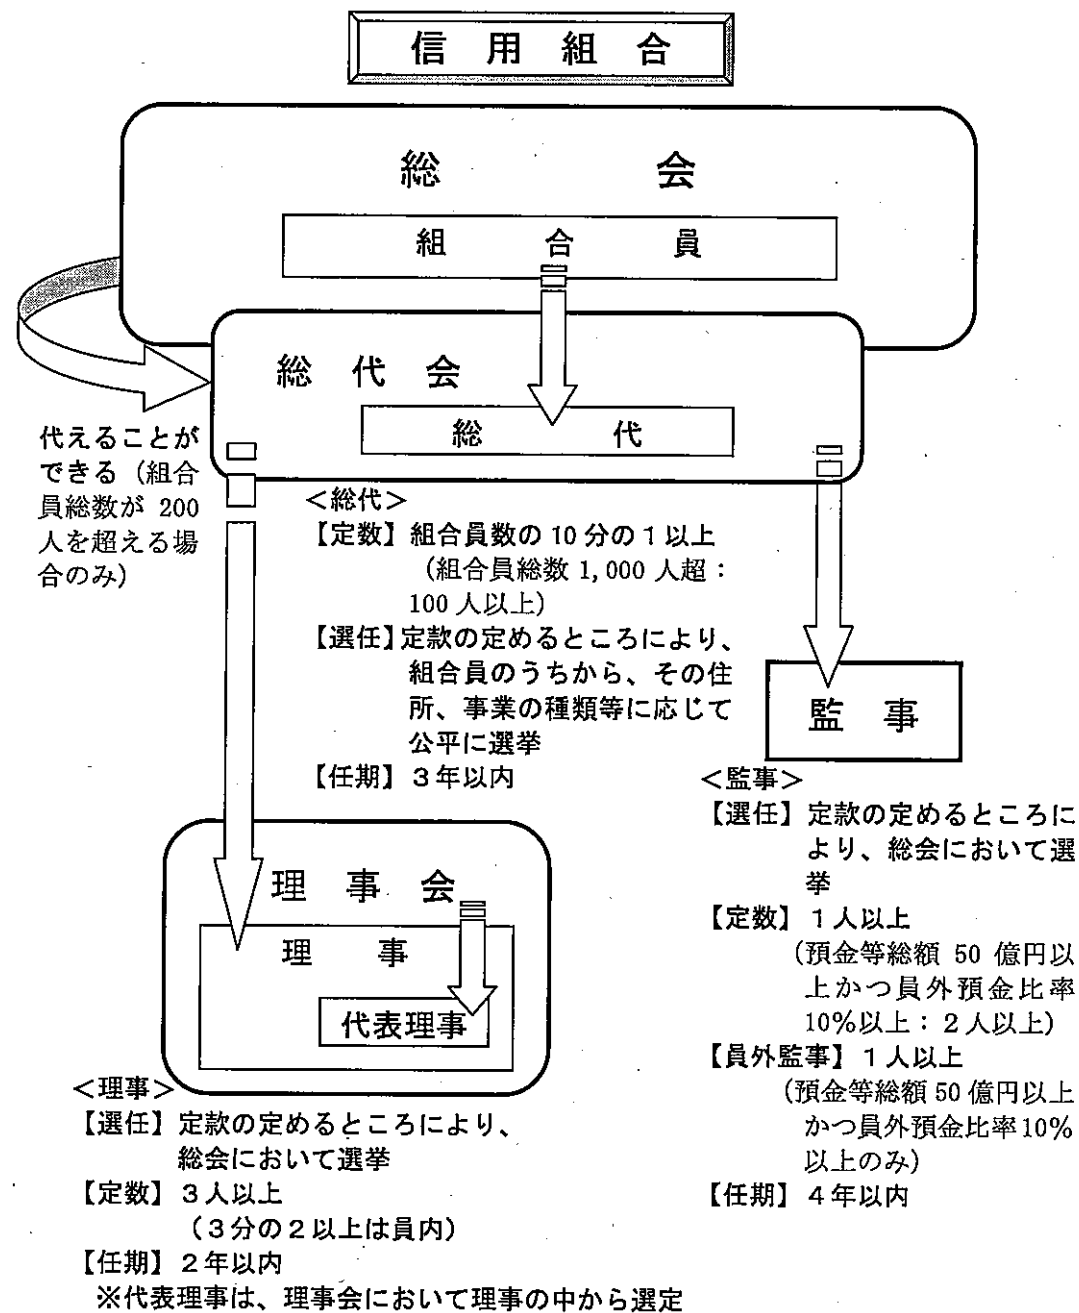 信用組合
総会
組合員
総代会
総代
代えることが
できる（組合
員総数が 200
人を超える場
合のみ）
＜総代＞
【定数】組合員数の 10 分の 1 以上
（組合員総数 1,000 人超：
100 人以上）
【選任】定款の定めるところにより、
組合員のうちから、その住
所、事業の種類等に応じて
公平に選挙
【任期】３年以内
監事
＜監事＞
【選任】定款の定めるところに
より、総会において選
挙
【定数】１人以上
（預金等総額 50 億円以
上かつ員外預金比率
10％以上：２人以上）
【員外監事】１人以上
（預金等総額 50 億円以上
かつ員外預金比率 10％
以上のみ）
【任期】４年以内
理事会
理事
代表理事
＜理事＞
【選任】定款の定めるところにより、
総会において選挙
【定数】３人以上
（３分の２以上は員内）
【任期】２年以内
※代表理事は、理事会において理事の中から選定